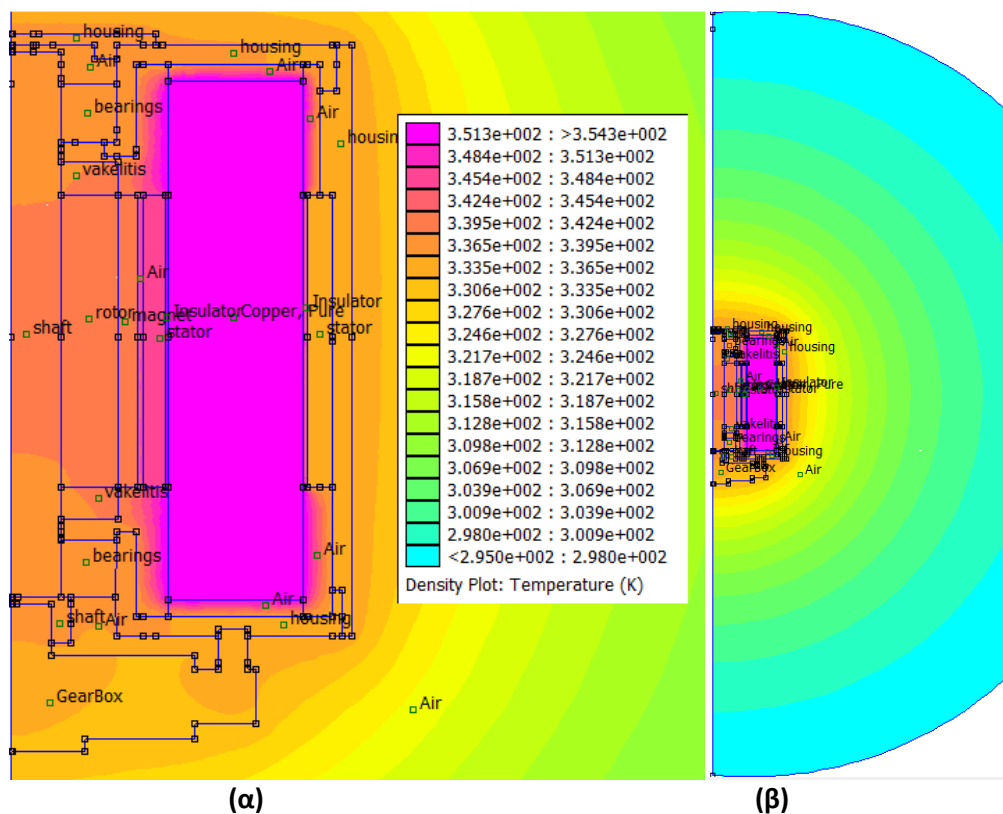 housing
housing
Air
Air
bearings
Air
housing
vakelitis
Air
Insulator
Insulator
Copper, Pure
rotor
magnet
shaft
stator
stator
vakelitis
bearings
Air
Air
shaft
Air
housing
GearBox
Air
3.513e+002 : >3.543e+002
3.484e+002 : 3.513e+002
3.454e+002 : 3.484e+002
3.424e+002 : 3.454e+002
3.395e+002 : 3.424e+002
3.365e+002 : 3.395e+002
3.335e+002 : 3.365e+002
3.306e+002 : 3.335e+002
3.276e+002 : 3.306e+002
3.246e+002 : 3.276e+002
3.217e+002 : 3.246e+002
3.187e+002 : 3.217e+002
3.158e+002 : 3.187e+002
3.128e+002 : 3.158e+002
3.098e+002 : 3.128e+002
3.069e+002 : 3.098e+002
3.039e+002 : 3.069e+002
3.009e+002 : 3.039e+002
2.980e+002 : 3.009e+002
<2.950e+002 : 2.980e+002
Density Plot: Temperature (K)
housing
housing
Air
bearings
housing
vakelitis
Air
Insulator
Pure
stator
vakelitis
Air
bearings
housing
GearBox
Air
(α)
(β)